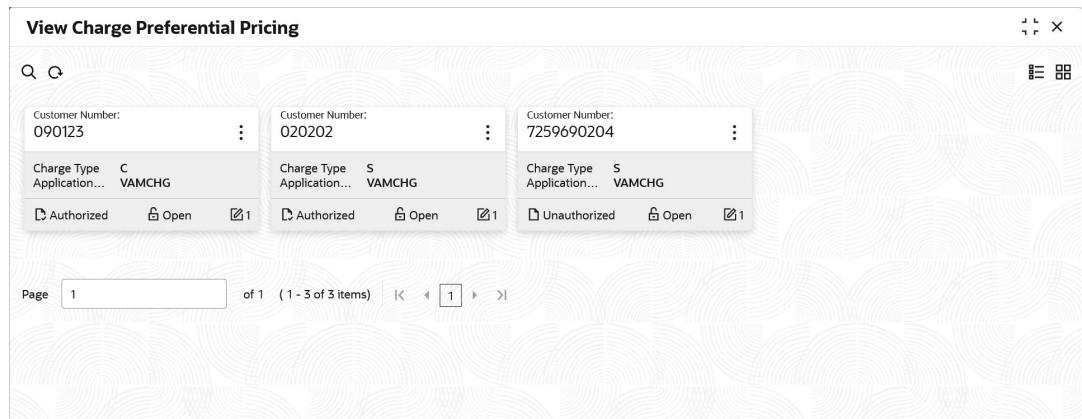 View Charge Preferential Pricing
Customer Number:
090123
Charge Type C
Application... VAMCHG
Authorized Open 1
Customer Number:
020202
Charge Type S
Application... VAMCHG
Authorized Open 1
Customer Number:
7259690204
Charge Type S
Application... VAMCHG
Unauthorized Open 1
Page 1 of 1 (1 - 3 of 3 items) 1